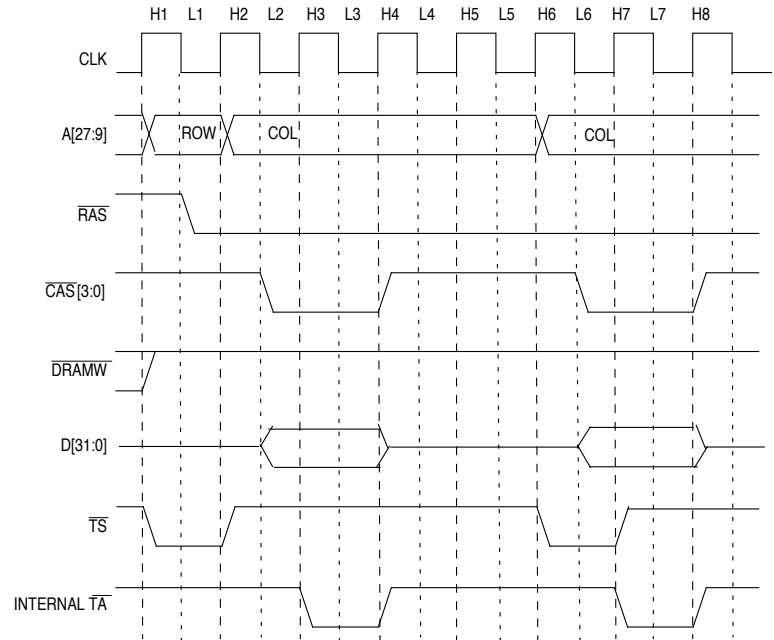 H1 L1 H2 L2 H3 L3 H4 L4 H5 L5 H6 L6 H7 L7 H8
CLK
A[27:9] ROW COL COL
RAS
CAS[3:0]
DRAMW
D[31:0]
TS
INTERNAL TA